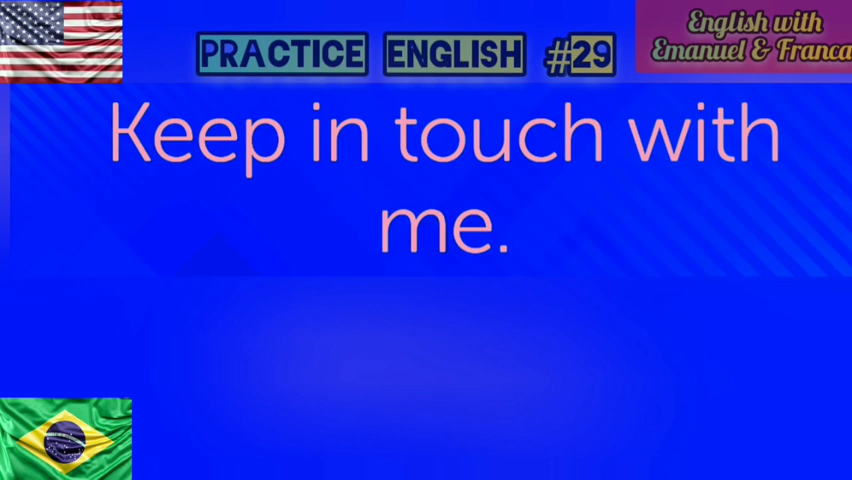 PRACTICE ENGLISH #29
English with
Emanuel & Franca
Keep in touch with
me.